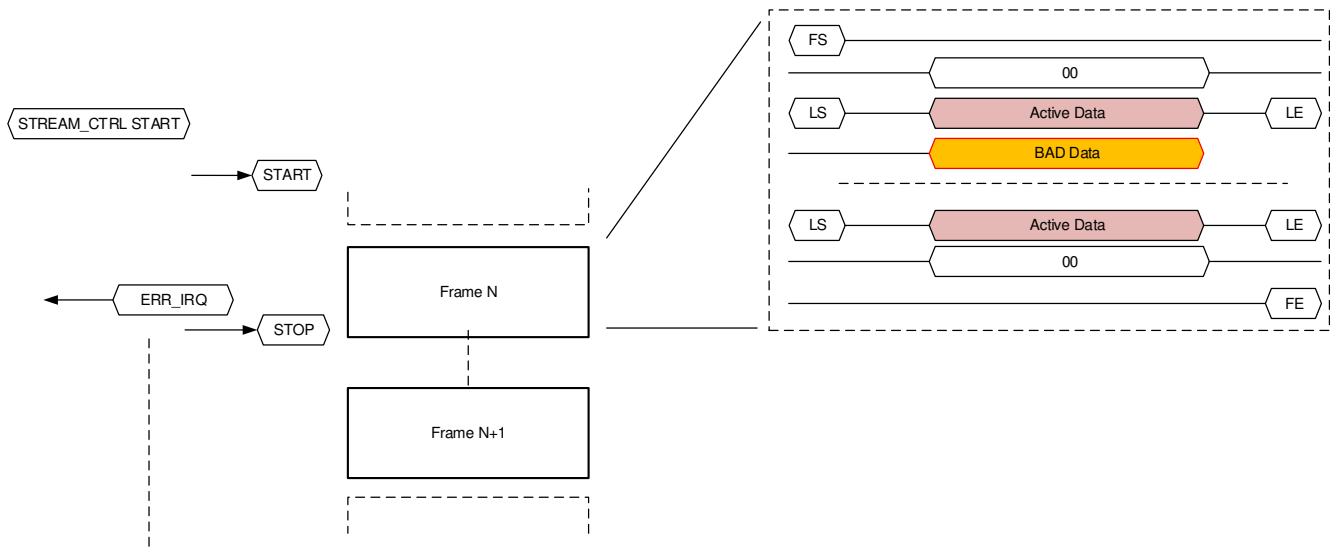 STREAM_CTRL START
START
ERR_IRQ
STOP
Frame N
Frame N+1
FS
00
LS Active Data LE
BAD Data
LS Active Data LE
00
FE